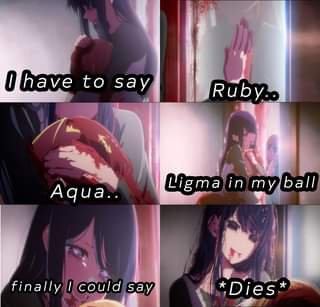 I have to say
Ruby..
Aqua..
Ligma in my ball
finally I could say
*Dies*